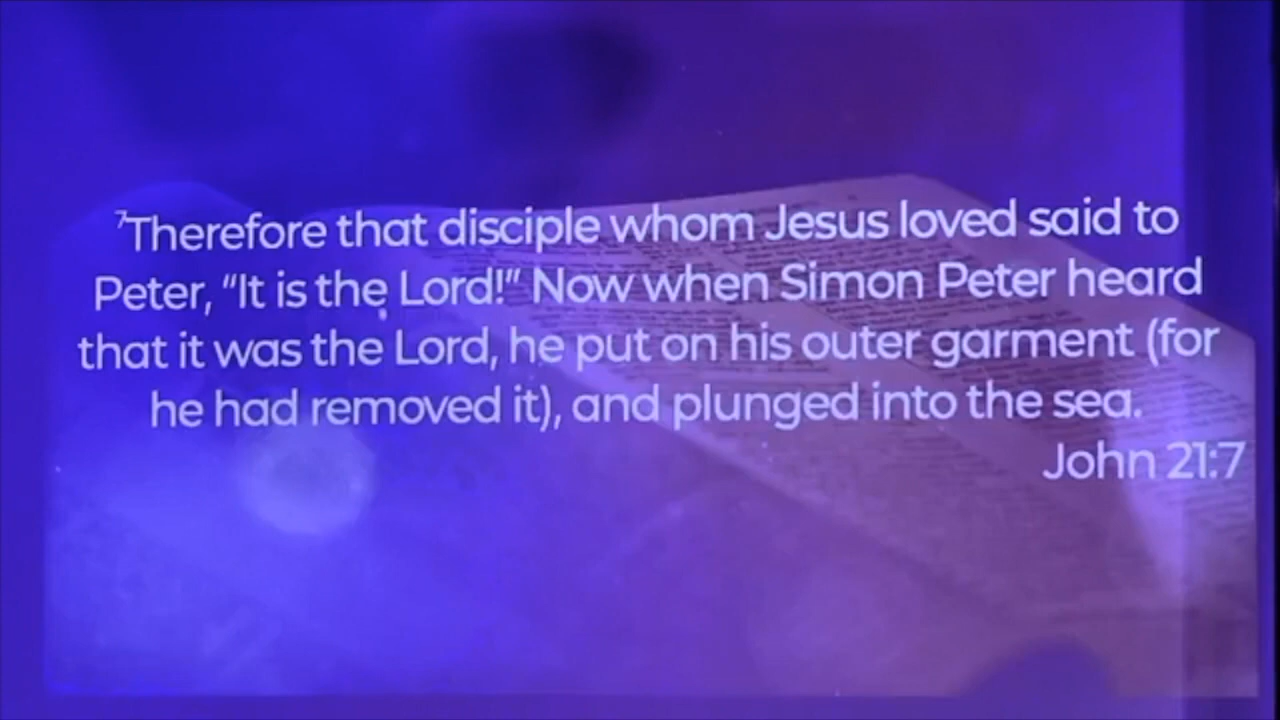 ⁷Therefore that disciple whom Jesus loved said to
Peter, “It is the Lord!” Now when Simon Peter heard
that it was the Lord, he put on his outer garment (for
he had removed it), and plunged into the sea.
John 21:7